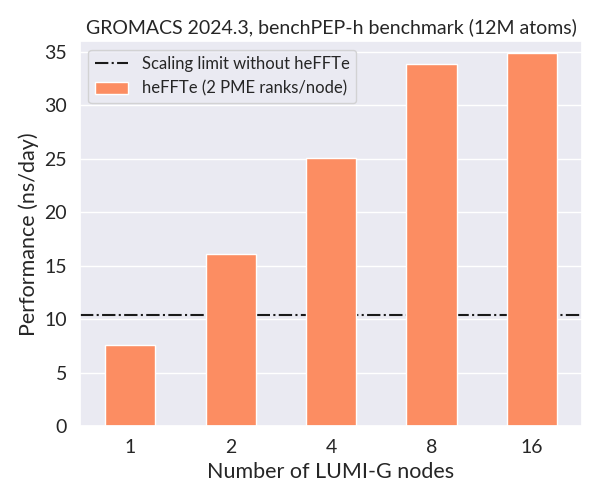 GROMACS 2024.3, benchPEP-h benchmark (12M atoms)
Scaling limit without heFFTe
heFFTe (2 PME ranks/node)
Performance (ns/day)
35
30
25
20
15
10
5
0
1 2 4 8 16
Number of LUMI-G nodes